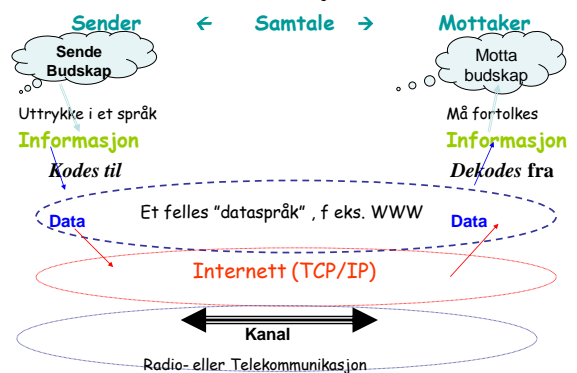 Sender ← Samtale → Mottaker
Sende
Budskap
Motta
budskap
Uttrykke i et språk
Må fortolkes
Informasjon
Informasjon
Kodes til
Dekodes fra
Et felles "dataspråk" , f eks. WWW
Data
Data
Internett (TCP/IP)
Kanal
Radio- eller Telekommunikasjon